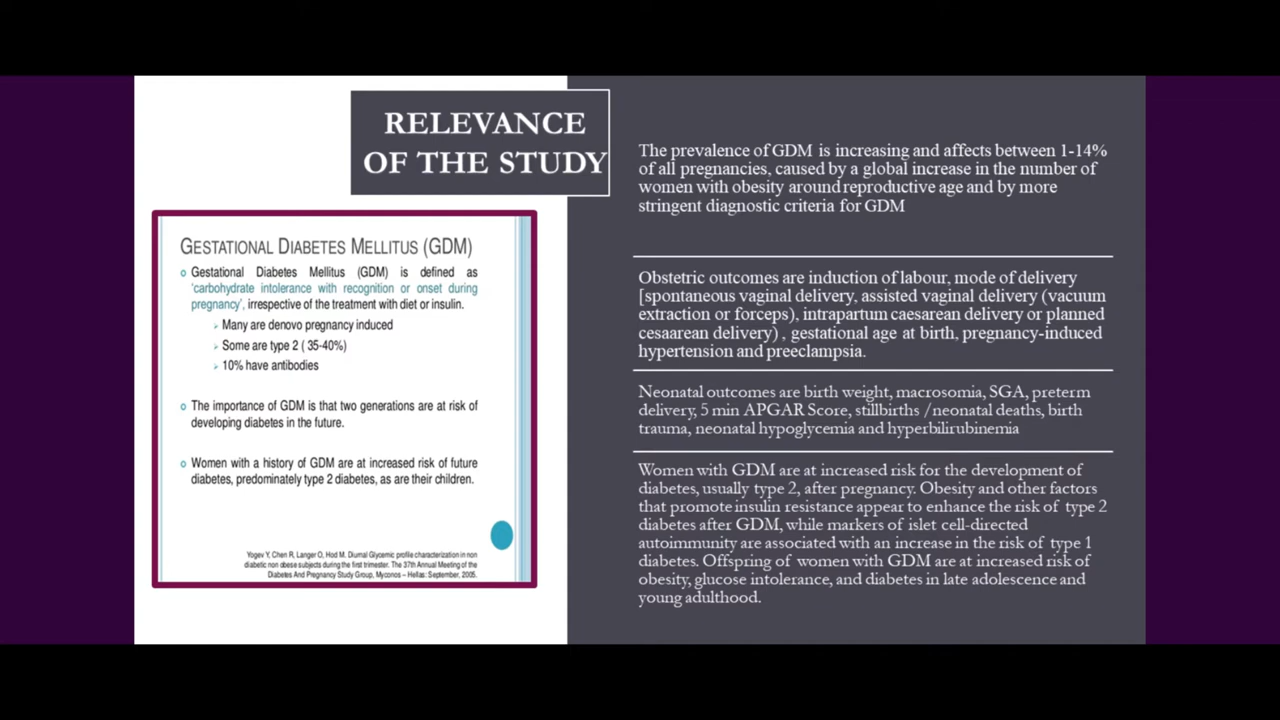 RELEVANCE
OF THE STUDY
GESTATIONAL DIABETES MELLITUS (GDM)
Gestational Diabetes Mellitus (GDM) is defined as
'carbohydrate intolerance with recognition or onset during
pregnancy', irrespective of the treatment with diet or insulin.
Many are denovo pregnancy induced
Some are type 2 ( 35-40%)
10% have antibodies
The importance of GDM is that two generations are at risk of
developing diabetes in the future.
Women with a history of GDM are at increased risk of future
diabetes, predominately type 2 diabetes, as are their children.
Yogev Y, Chen R, Langer O, Hod M. Diurnal Glycemic profile characterization in non
diabetic non obese subjects during the first trimester. The 37th Annual Meeting of the
Diabetes And Pregnancy Study Group, Myconos – Hellas: September, 2005.
The prevalence of GDM is increasing and affects between 1-14%
of all pregnancies, caused by a global increase in the number of
women with obesity around reproductive age and by more
stringent diagnostic criteria for GDM
Obstetric outcomes are induction of labour, mode of delivery
[spontaneous vaginal delivery, assisted vaginal delivery (vacuum
extraction or forceps), intrapartum caesarean delivery or planned
cesaarean delivery) , gestational age at birth, pregnancy-induced
hypertension and preeclampsia.
Neonatal outcomes are birth weight, macrosomia, SGA, preterm
delivery, 5 min APGAR Score, stillbirths /neonatal deaths, birth
trauma, neonatal hypoglycemia and hyperbilirubinemia
Women with GDM are at increased risk for the development of
diabetes, usually type 2, after pregnancy. Obesity and other factors
that promote insulin resistance appear to enhance the risk of type 2
diabetes after GDM, while markers of islet cell-directed
autoimmunity are associated with an increase in the risk of type 1
diabetes. Offspring of women with GDM are at increased risk of
obesity, glucose intolerance, and diabetes in late adolescence and
young adulthood.